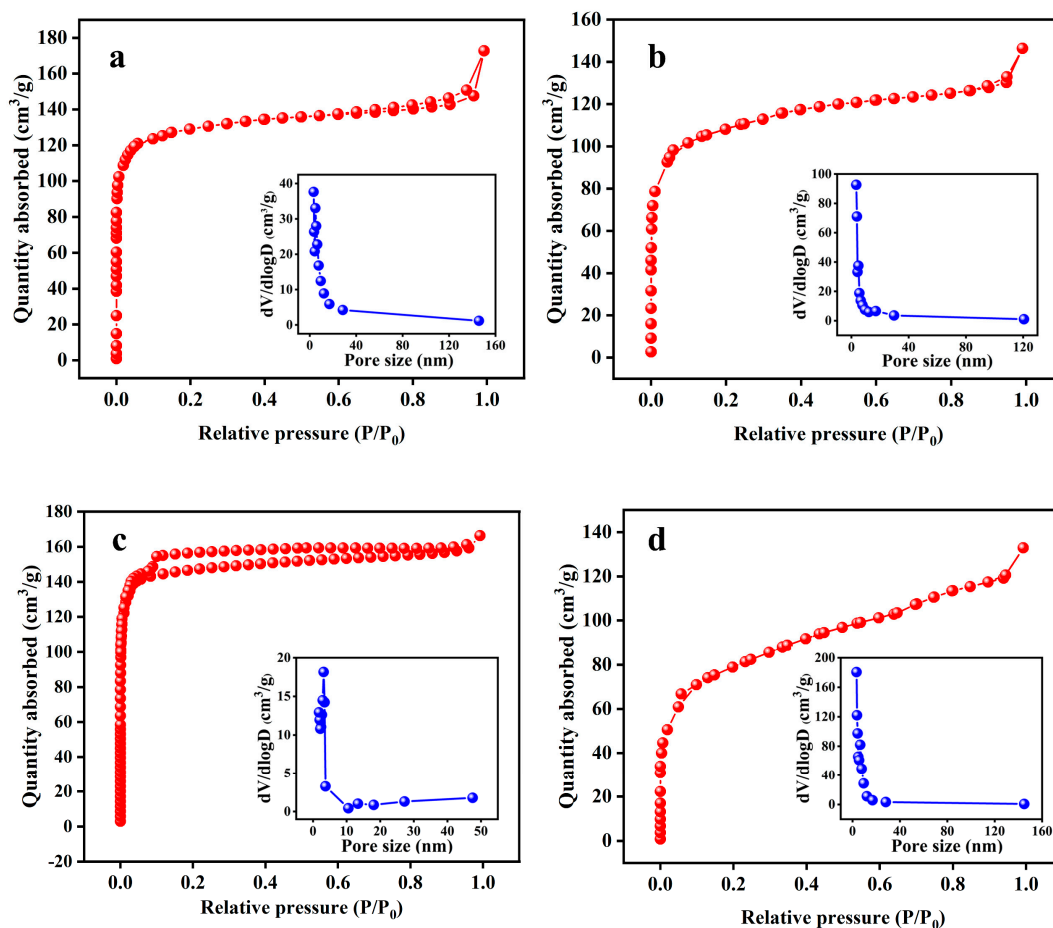 a
Quantity absorbed (cm³/g)
180
160
140
120
100
80
60
40
20
0
0.0 0.2 0.4 0.6 0.8 1.0
Relative pressure (P/P₀)
dV/dlogD (cm³/g)
40
30
20
10
0
0 40 80 120 160
Pore size (nm)
b
Quantity absorbed (cm³/g)
160
140
120
100
80
60
40
20
0
0.0 0.2 0.4 0.6 0.8 1.0
Relative pressure (P/P₀)
dV/dlogD (cm³/g)
100
80
60
40
20
0
0 40 80 120
Pore size (nm)
c
Quantity absorbed (cm³/g)
180
160
140
120
100
80
60
40
20
0
-20
0.0 0.2 0.4 0.6 0.8 1.0
Relative pressure (P/P₀)
dV/dlogD (cm³/g)
20
15
10
5
0
0 10 20 30 40 50
Pore size (nm)
d
Quantity absorbed (cm³/g)
140
120
100
80
60
40
20
0
0.0 0.2 0.4 0.6 0.8 1.0
Relative pressure (P/P₀)
dV/dlogD (cm³/g)
200
160
120
80
40
0
0 40 80 120 160
Pore size (nm)